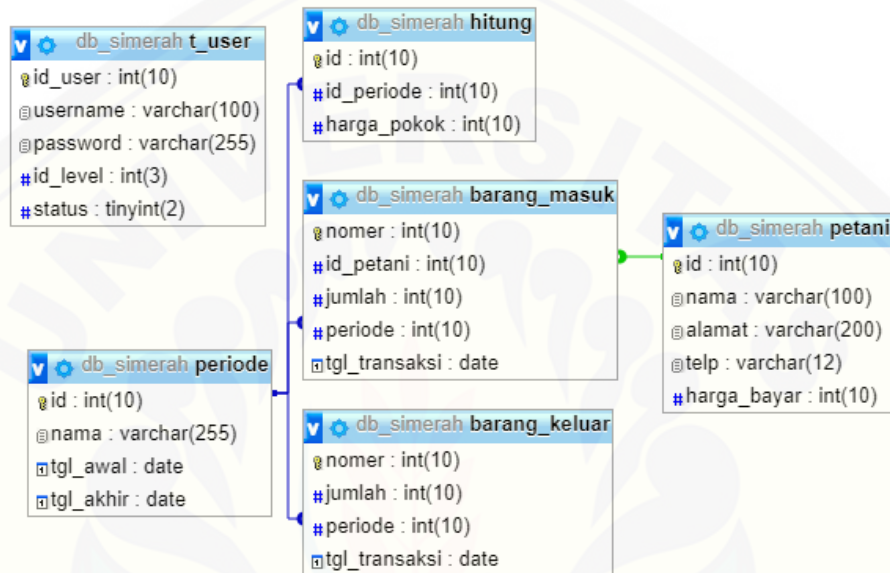 db_simerah t_user
id_user : int(10)
username : varchar(100)
password : varchar(255)
#id_level : int(3)
#status : tinyint(2)
db_simerah hitung
id : int(10)
#id_periode : int(10)
#harga_pokok : int(10)
db_simerah barang_masuk
nomer : int(10)
#id_petani : int(10)
#jumlah : int(10)
#periode : int(10)
tgl_transaksi : date
db_simerah petani
id : int(10)
nama : varchar(100)
alamat : varchar(200)
telp : varchar(12)
#harga_bayar : int(10)
db_simerah periode
id : int(10)
nama : varchar(255)
tgl_awal : date
tgl_akhir : date
db_simerah barang_keluar
nomer : int(10)
#jumlah : int(10)
#periode : int(10)
tgl_transaksi : date
UNIVERSITAS